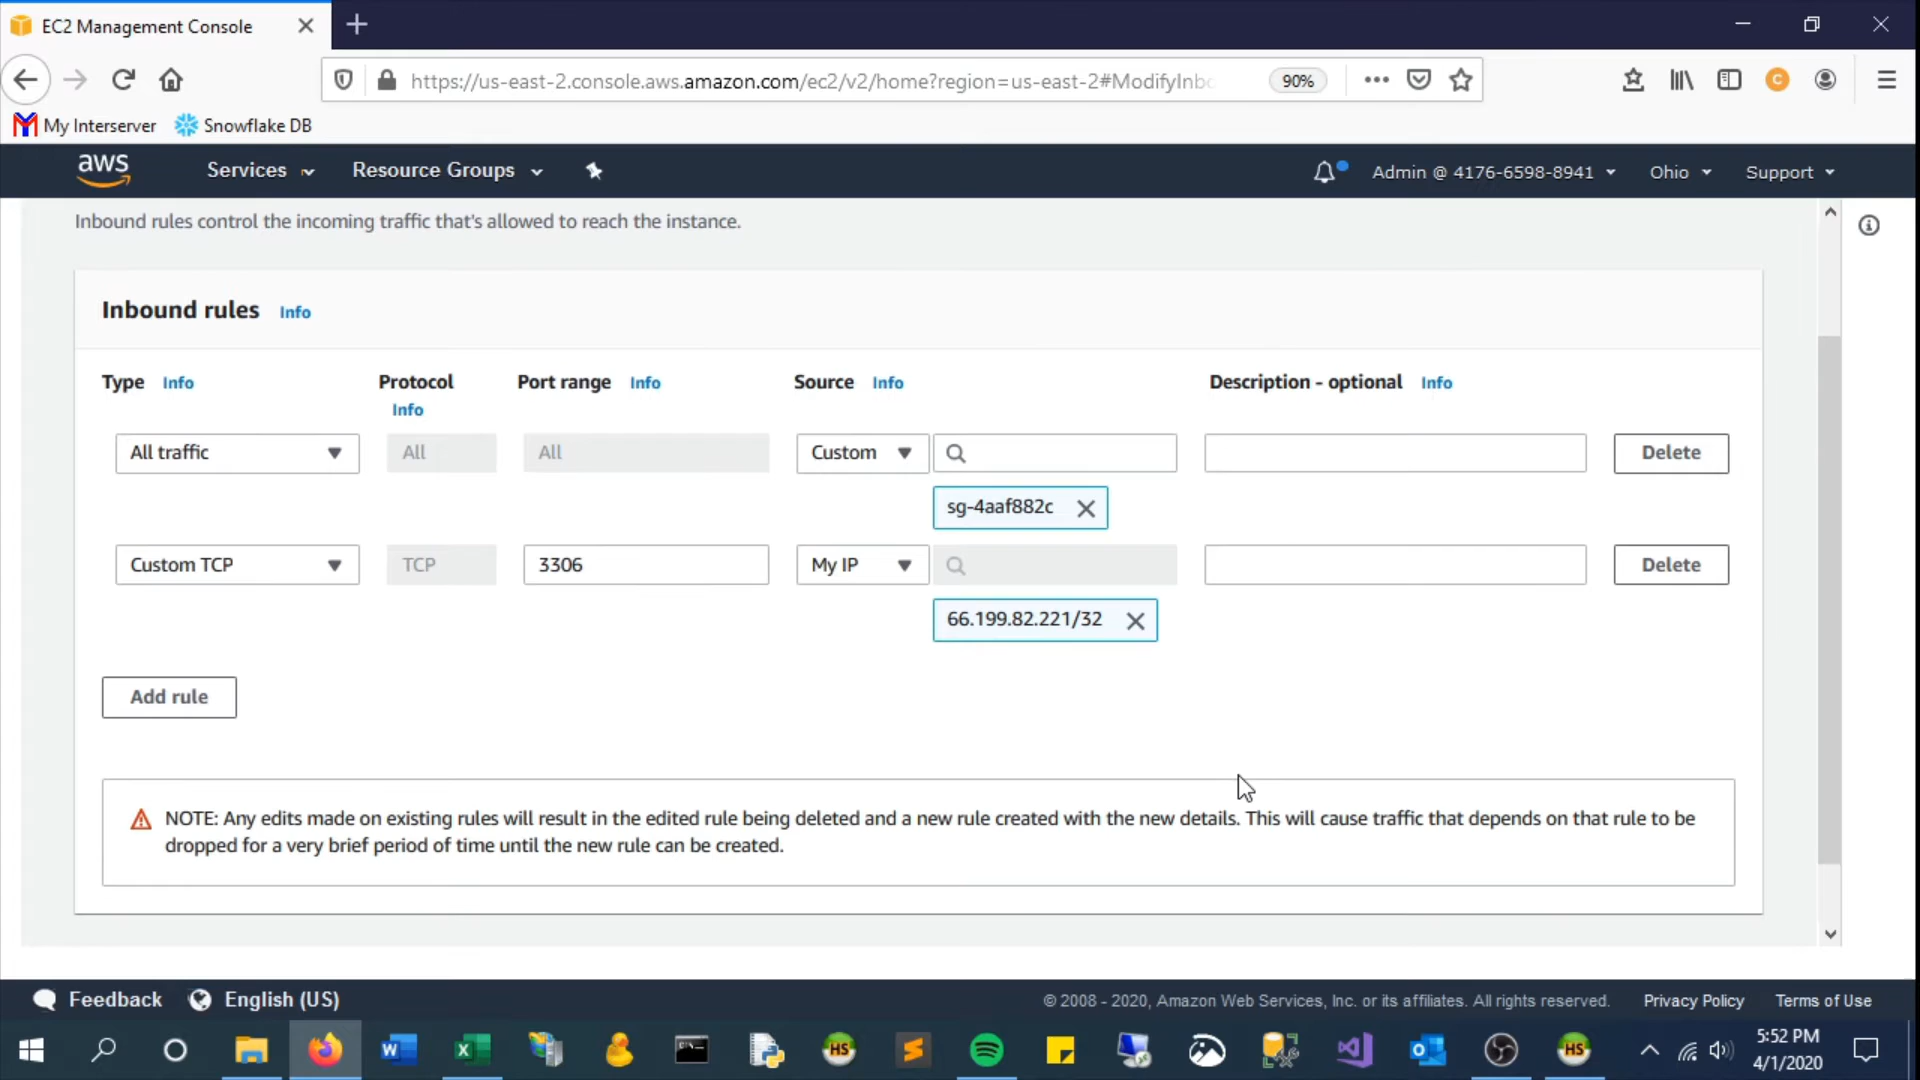 EC2 Management Console
https://us-east-2.console.aws.amazon.com/ec2/v2/home?region=us-east-2#ModifyInbo
90%
C
My Interserver
Snowflake DB
aws
Services
Resource Groups
Admin @ 4176-6598-8941
Ohio
Support
Inbound rules control the incoming traffic that's allowed to reach the instance.
Inbound rules Info
Type Info
Protocol Info
Port range Info
Source Info
Description - optional Info
All traffic
All
All
Custom
Delete
sg-4aaf882c
Custom TCP
TCP
3306
My IP
Delete
66.199.82.221/32
Add rule
NOTE: Any edits made on existing rules will result in the edited rule being deleted and a new rule created with the new details. This will cause traffic that depends on that rule to be
dropped for a very brief period of time until the new rule can be created.
Feedback
English (US)
© 2008 - 2020, Amazon Web Services, Inc. or its affiliates. All rights reserved.
Privacy Policy
Terms of Use
HS
HS
5:52 PM
4/1/2020